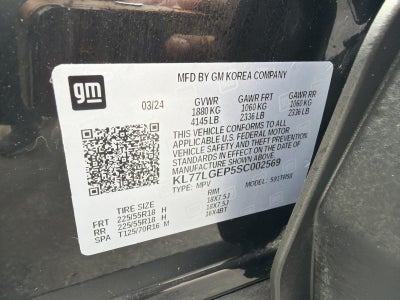 gm
MFD BY GM KOREA COMPANY
03/24 GVWR GAWR FRT GAWR RR
1880 KG 1060 KG 1060 KG
4145 LB 2336 LB 2336 LB
THIS VEHICLE CONFORMS TO ALL
APPLICABLE U.S. FEDERAL MOTOR
VEHICLE SAFETY AND THEFT PREVENTION
STANDARDS IN EFFECT ON THE DATE OF
MANUFACTURE SHOWN ABOVE.
KL77LGEP5SC002569
TYPE: MPV MODEL:
TIRE SIZE RIM
FRT 225/55R18 H 18X7.5J
RR 225/55R18 H 18X7.5J
SPA T125/70R16 M 16X4BT